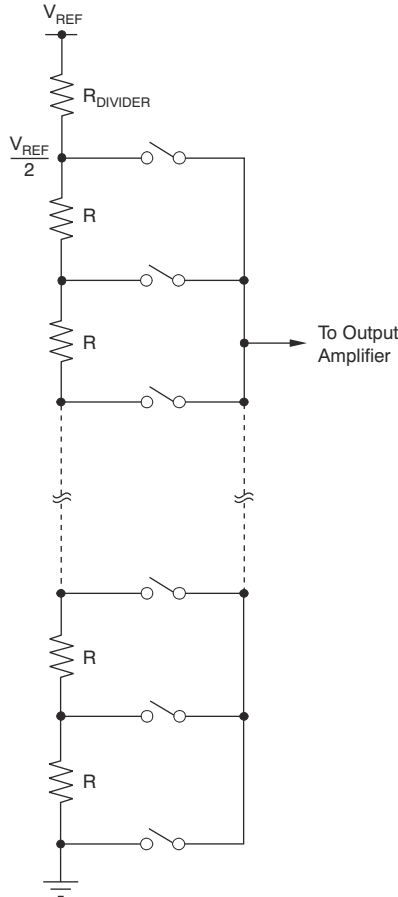 V_REF
R_DIVIDER
V_REF
2
R
R
To Output
Amplifier
R
R